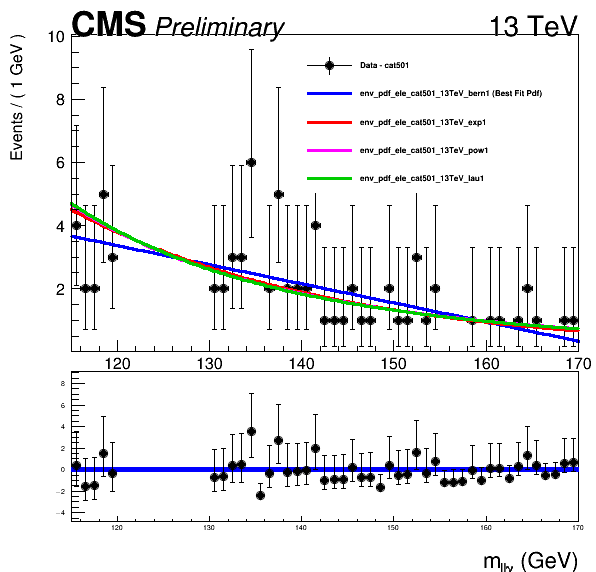 CMS Preliminary 13 TeV
Events / ( 1 GeV )
10
8
6
4
2
Data - cat501
env_pdf_ele_cat501_13TeV_bern1 (Best Fit Pdf)
env_pdf_ele_cat501_13TeV_exp1
env_pdf_ele_cat501_13TeV_pow1
env_pdf_ele_cat501_13TeV_lau1
120 130 140 150 160 170
8
6
4
2
0
−2
−4
120 130 140 150 160 170
m_llγ (GeV)